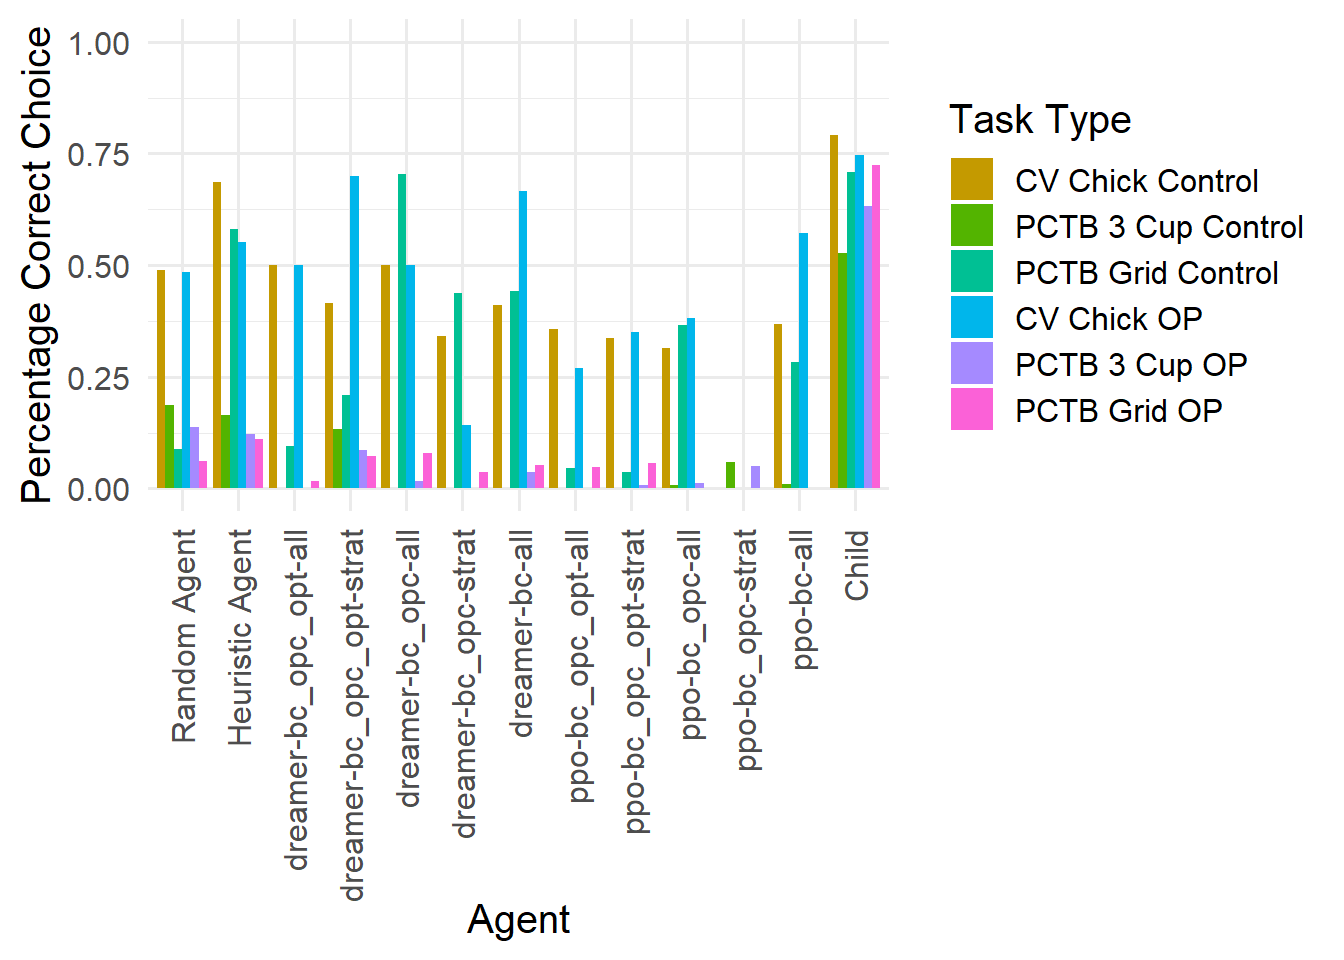 Percentage Correct Choice
1.00
0.75
0.50
0.25
0.00
Random Agent
Heuristic Agent
dreamer-bc_opc_opt-all
dreamer-bc_opc_opt-strat
dreamer-bc_opc-all
dreamer-bc_opc-strat
dreamer-bc-all
ppo-bc_opc_opt-all
ppo-bc_opc_opt-strat
ppo-bc_opc-all
ppo-bc_opc-strat
ppo-bc-all
Child
Agent
Task Type
CV Chick Control
PCTB 3 Cup Control
PCTB Grid Control
CV Chick OP
PCTB 3 Cup OP
PCTB Grid OP